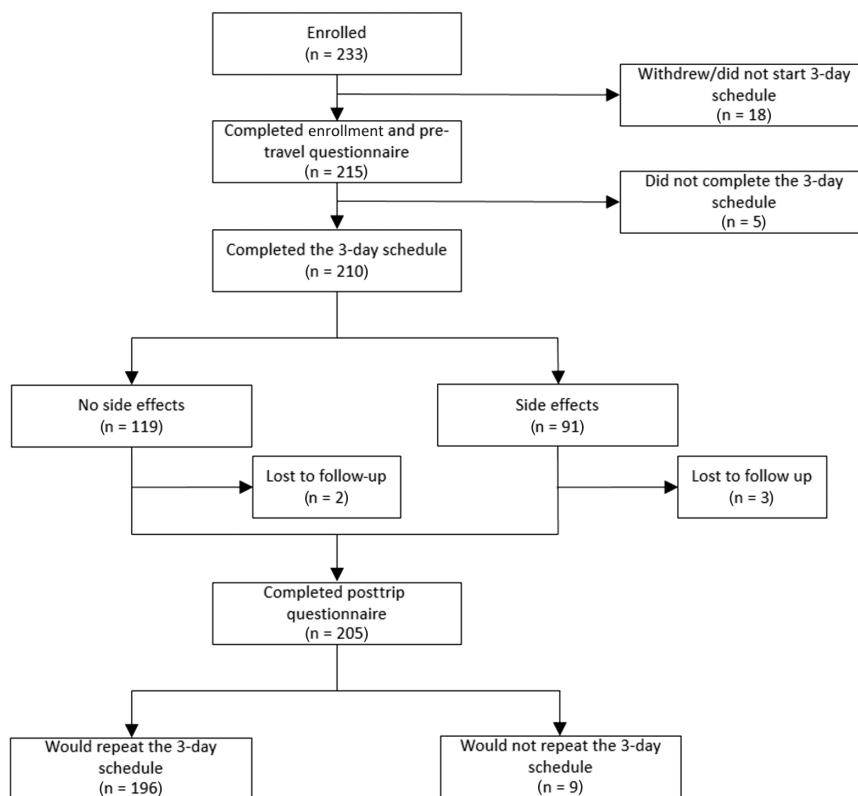 Enrolled
(n = 233)
Withdrew/did not start 3-day
schedule
(n = 18)
Completed enrollment and pre-
travel questionnaire
(n = 215)
Did not complete the 3-day
schedule
(n = 5)
Completed the 3-day schedule
(n = 210)
No side effects
(n = 119)
Side effects
(n = 91)
Lost to follow-up
(n = 2)
Lost to follow up
(n = 3)
Completed posttrip
questionnaire
(n = 205)
Would repeat the 3-day
schedule
(n = 196)
Would not repeat the 3-day
schedule
(n = 9)